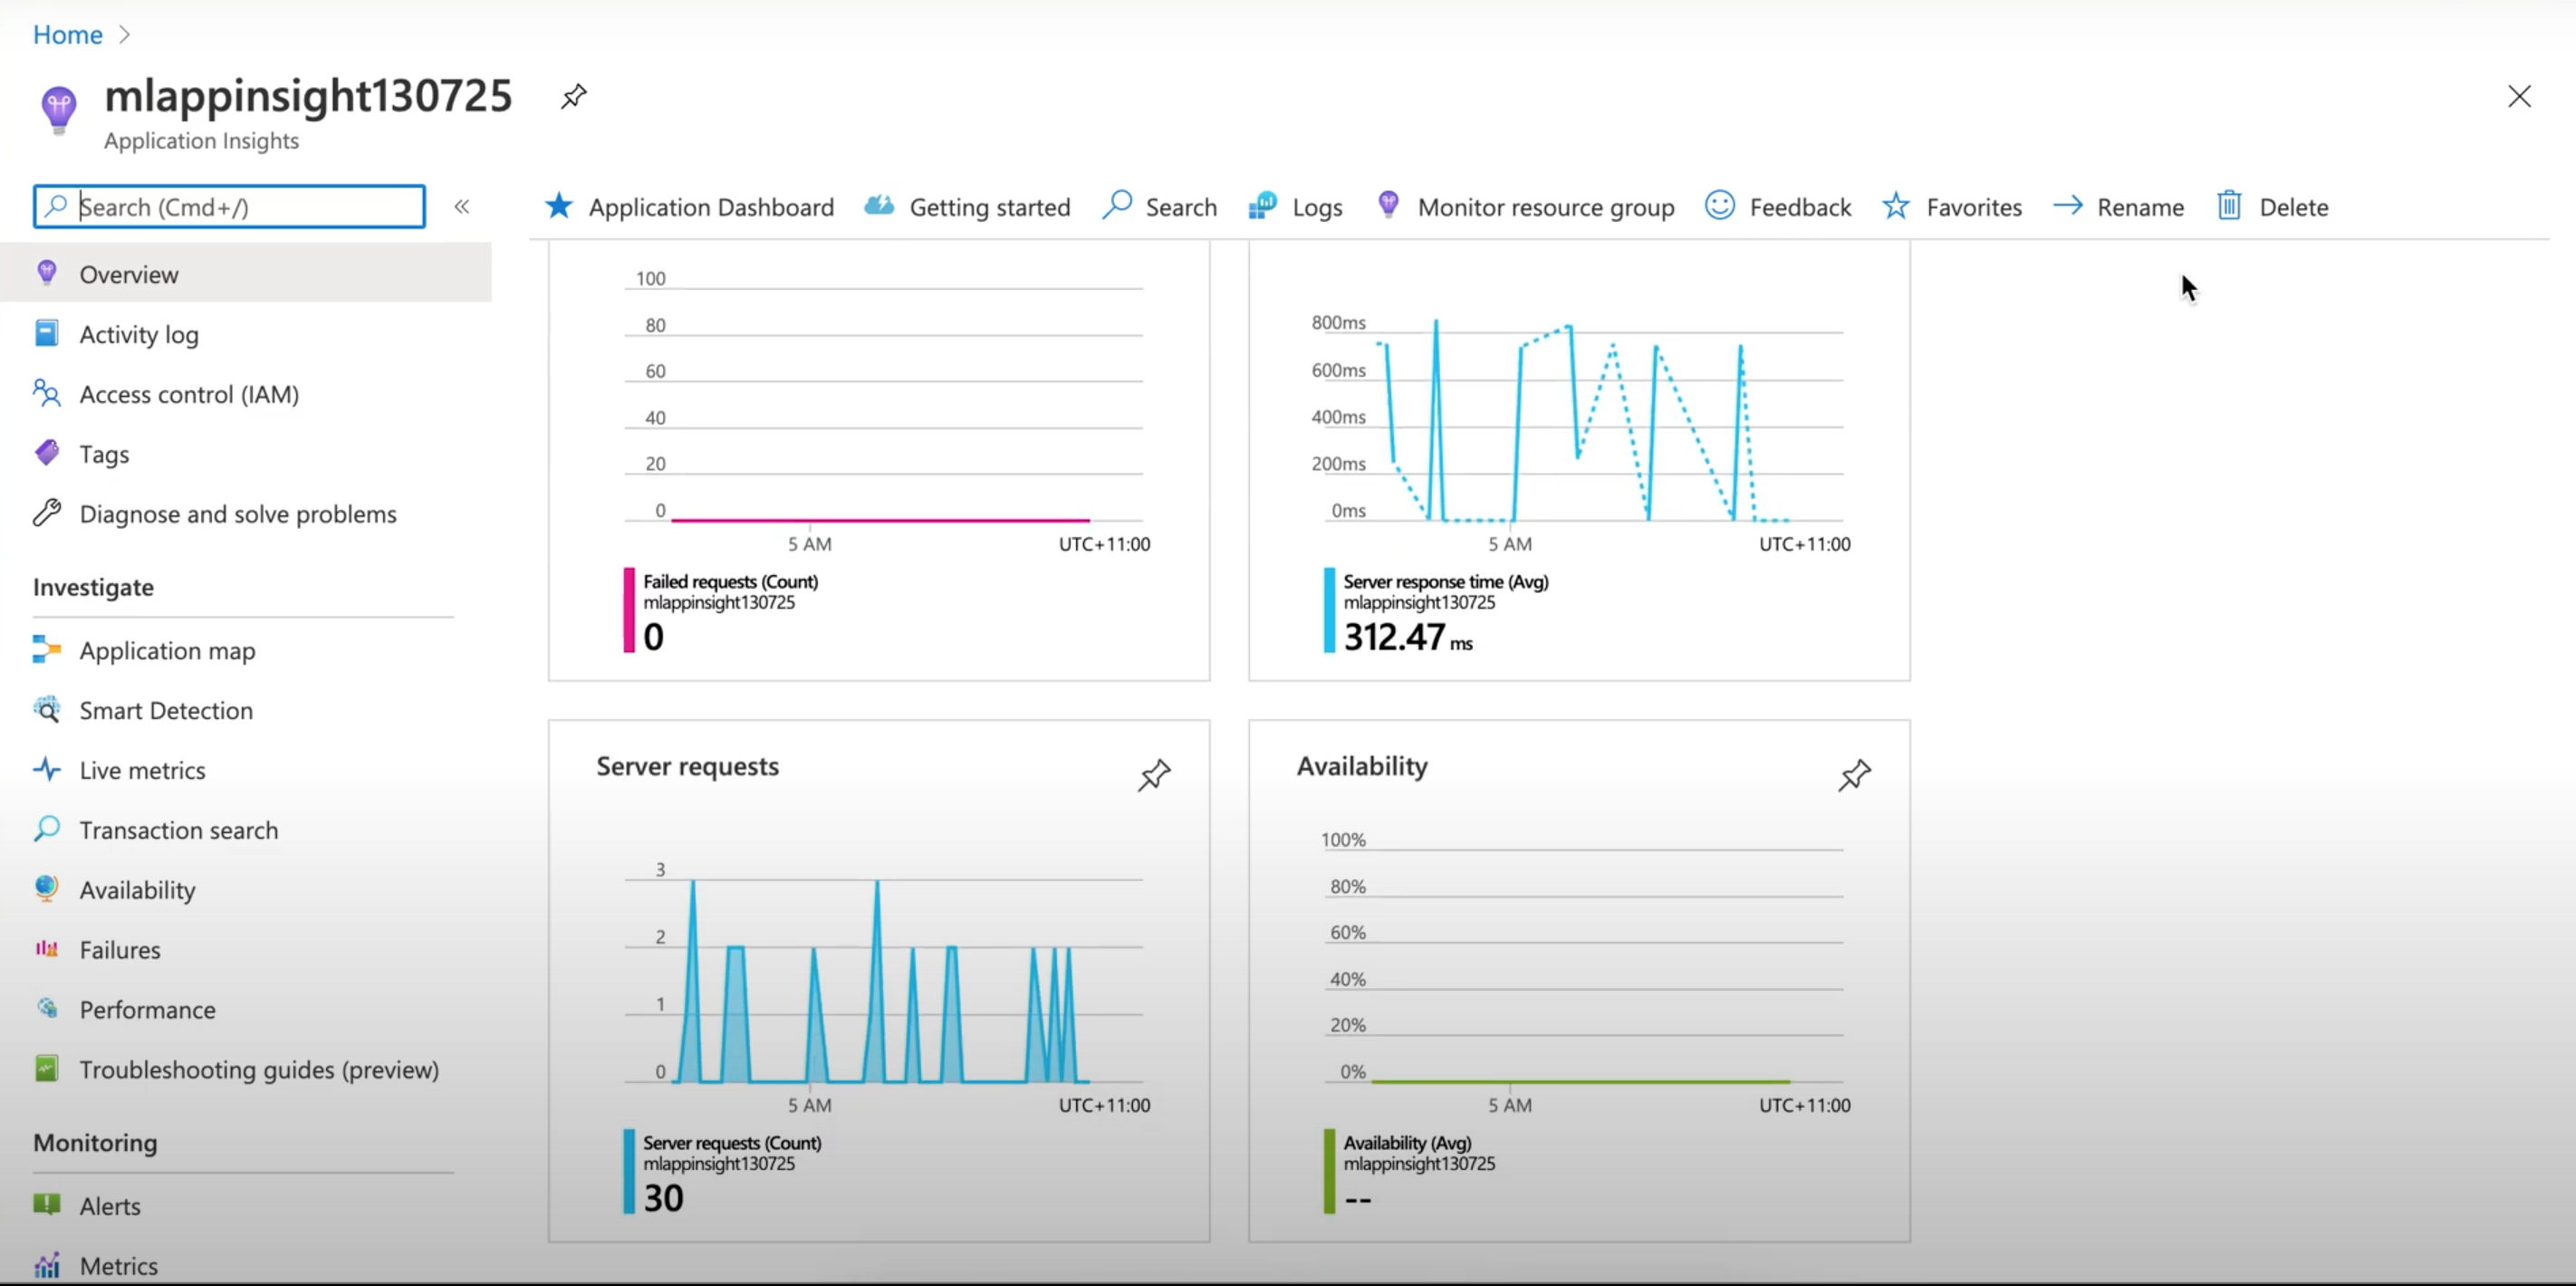 Home
mlappinsight130725
Application Insights
Search (Cmd+/)
Application Dashboard
Getting started
Search
Logs
Monitor resource group
Feedback
Favorites
Rename
Delete
Overview
Activity log
Access control (IAM)
Tags
Diagnose and solve problems
Investigate
Application map
Smart Detection
Live metrics
Transaction search
Availability
Failures
Performance
Troubleshooting guides (preview)
Monitoring
Alerts
Metrics
100
80
60
40
20
0
5 AM
UTC+11:00
Failed requests (Count)
mlappinsight130725
0
800ms
600ms
400ms
200ms
0ms
5 AM
UTC+11:00
Server response time (Avg)
mlappinsight130725
312.47 ms
Server requests
3
2
1
0
5 AM
UTC+11:00
Server requests (Count)
mlappinsight130725
30
Availability
100%
80%
60%
40%
20%
0%
5 AM
UTC+11:00
Availability (Avg)
mlappinsight130725
--